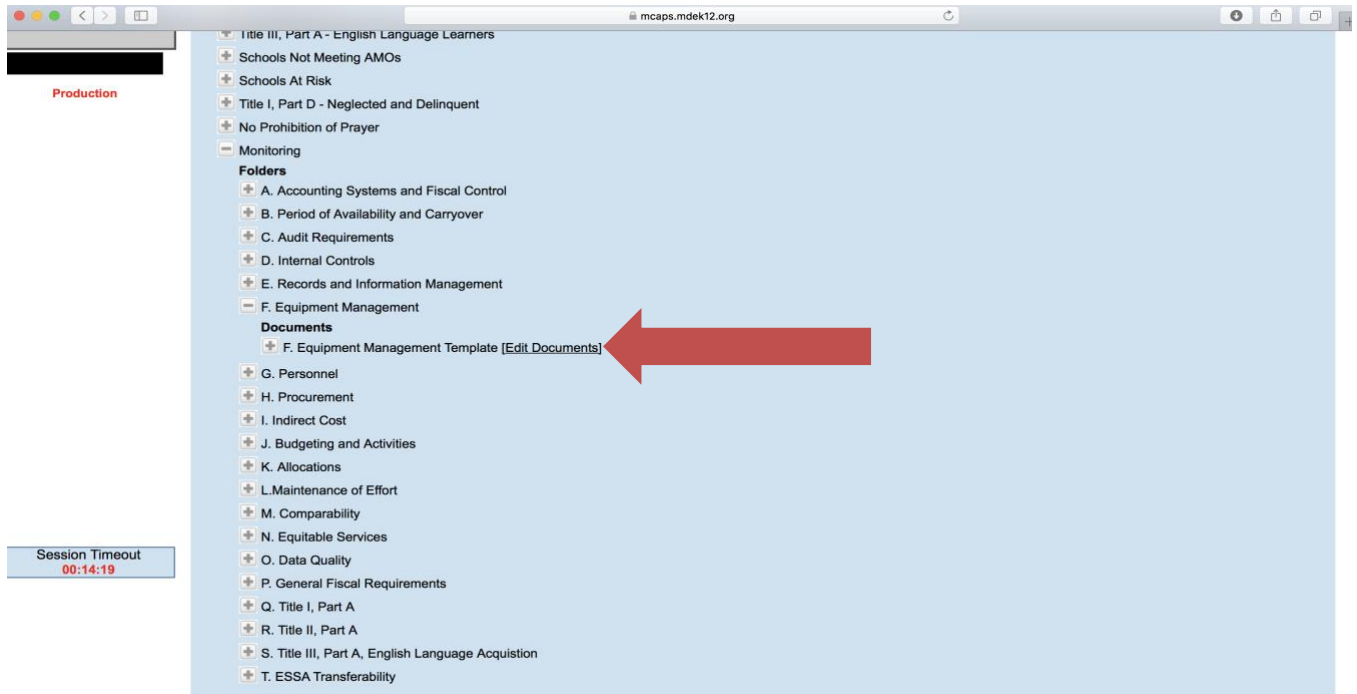 mcaps.mdek12.org
Title III, Part A - English Language Learners
Schools Not Meeting AMOs
Schools At Risk
Production
Title I, Part D - Neglected and Delinquent
No Prohibition of Prayer
Monitoring
Folders
A. Accounting Systems and Fiscal Control
B. Period of Availability and Carryover
C. Audit Requirements
D. Internal Controls
E. Records and Information Management
F. Equipment Management
Documents
F. Equipment Management Template [Edit Documents]
G. Personnel
H. Procurement
I. Indirect Cost
J. Budgeting and Activities
K. Allocations
L.Maintenance of Effort
M. Comparability
N. Equitable Services
Session Timeout
00:14:19
O. Data Quality
P. General Fiscal Requirements
Q. Title I, Part A
R. Title II, Part A
S. Title III, Part A, English Language Acquistion
T. ESSA Transferability